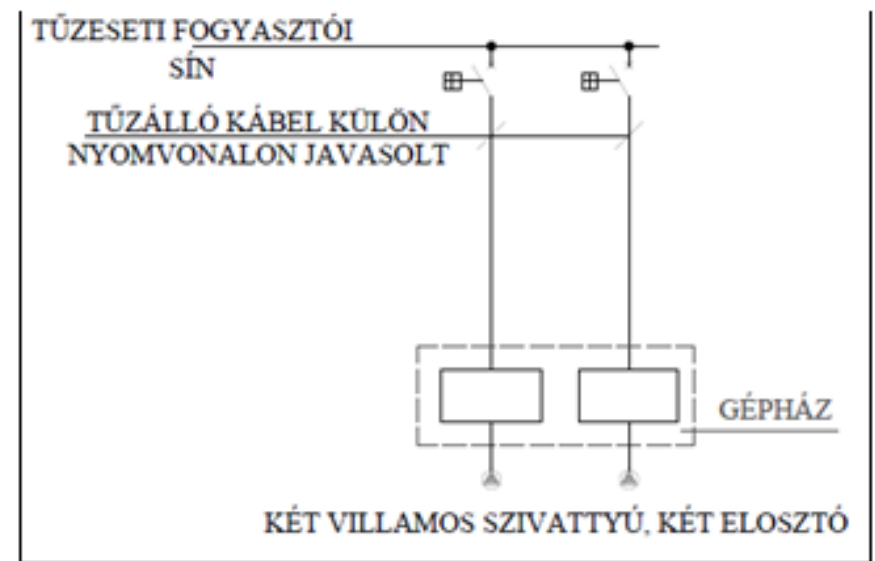 TŰZESETI FOGYASZTÓI
SÍN
TŰZÁLLÓ KÁBEL KÜLÖN
NYOMVONALON JAVASOLT
GÉPHÁZ
KÉT VILLAMOS SZIVATTYÚ, KÉT ELOSZTÓ